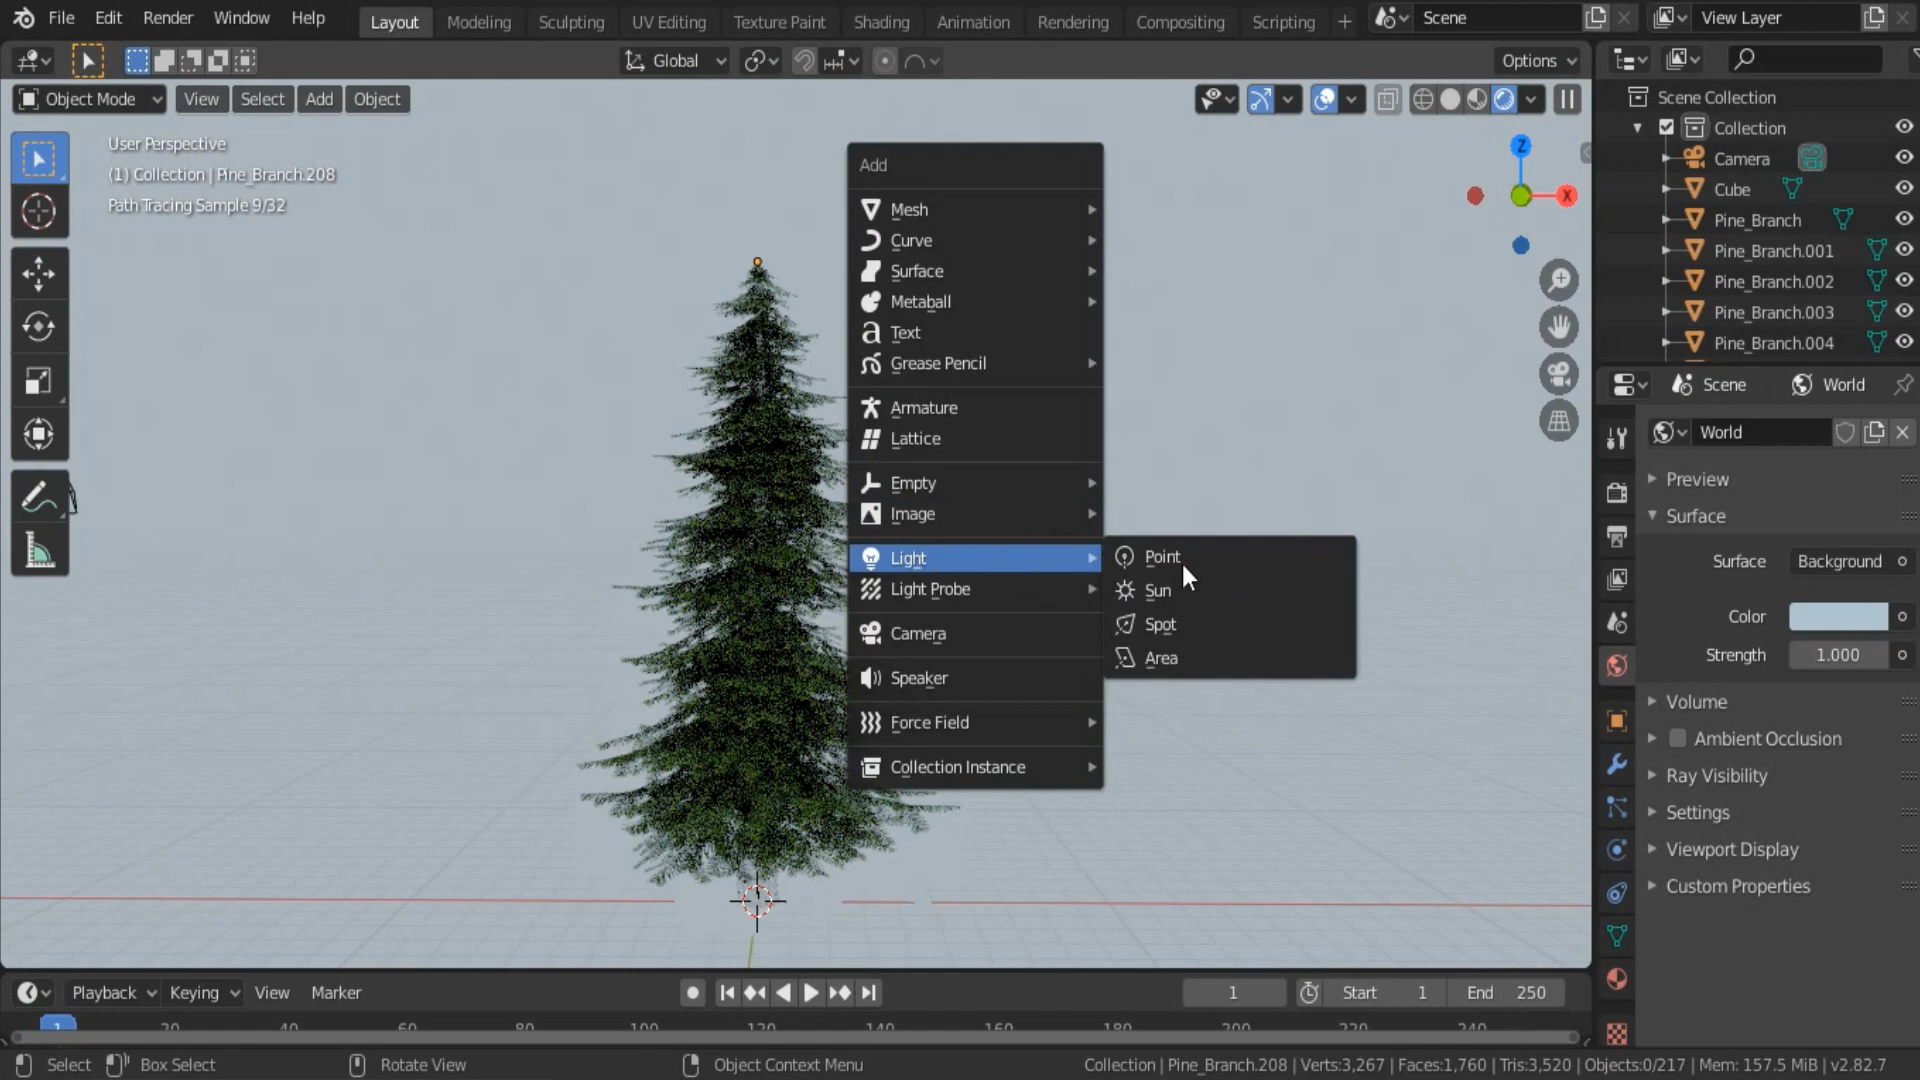 File Edit Render Window Help Layout Modeling Sculpting UV Editing Texture Paint Shading Animation Rendering Compositing Scripting + Scene View Layer
Global Options
Object Mode View Select Add Object
User Perspective
(1) Collection | Pine_Branch.208
Path Tracing Sample 9/32
Z
X
Add
Mesh
Curve
Surface
Metaball
Text
Grease Pencil
Armature
Lattice
Empty
Image
Light
Light Probe
Camera
Speaker
Force Field
Collection Instance
Point
Sun
Spot
Area
Scene Collection
Collection
Camera
Cube
Pine_Branch
Pine_Branch.001
Pine_Branch.002
Pine_Branch.003
Pine_Branch.004
Scene World
World
Preview
Surface
Surface Background
Color
Strength 1.000
Volume
Ambient Occlusion
Ray Visibility
Settings
Viewport Display
Custom Properties
Playback Keying View Marker 1 Start 1 End 250
1 20 40 60 80 100 120 140 160 180 200 220 240
Select Box Select Rotate View Object Context Menu Collection | Pine_Branch.208 | Verts:3,267 | Faces:1,760 | Tris:3,520 | Objects:0/217 | Mem: 157.5 MiB | v2.82.7